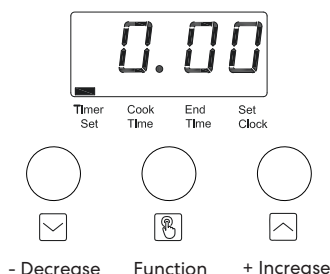 0.00
Timer Cook End Set
Set Time Time Clock
- Decrease Function + Increase